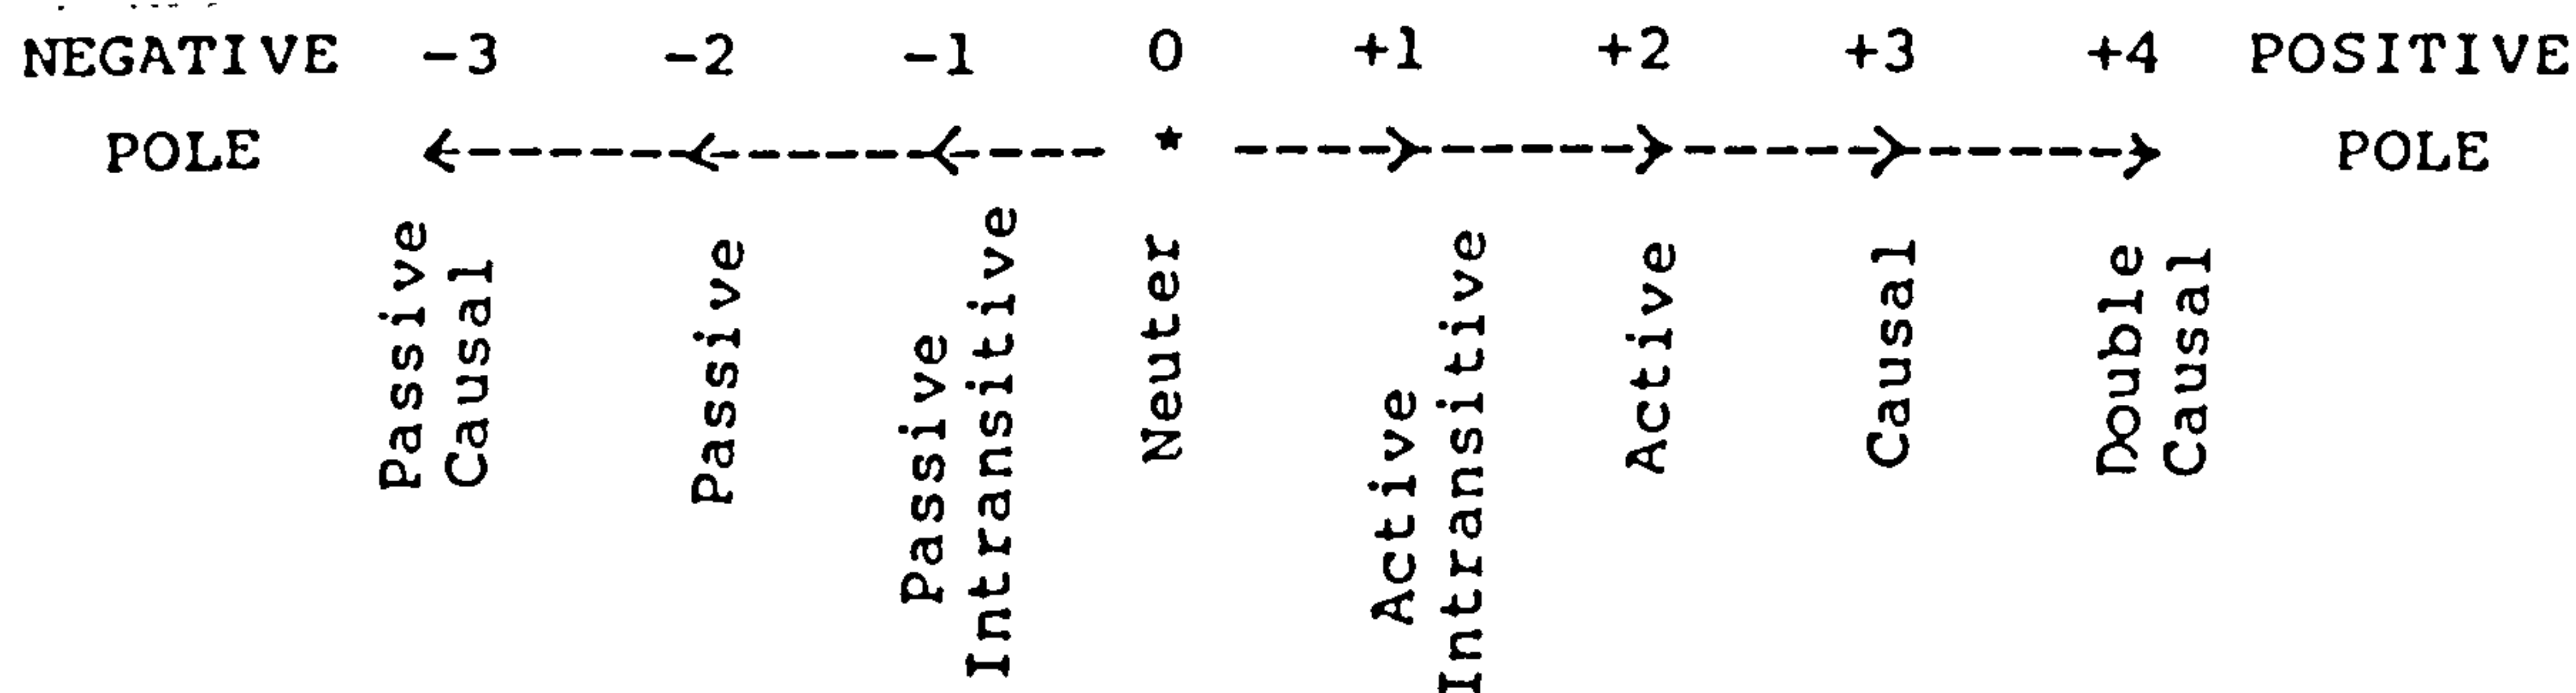 NEGATIVE -3 -2 -1 0 +1 +2 +3 +4 POSITIVE
POLE <-------<-------<---- * ---->------>------>------> POLE
Passive
Causal
Passive
Passive
Intransitive
Neuter
Active
Intransitive
Active
Causal
Double
Causal